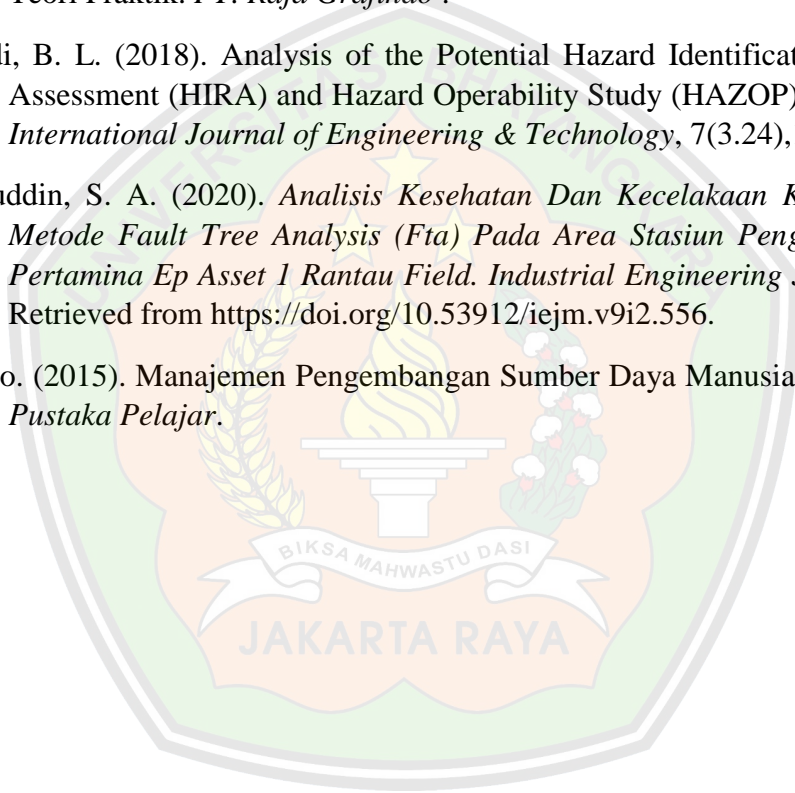 Teori Praktik. PT. Raja Grafindo .
di, B. L. (2018). Analysis of the Potential Hazard Identificat
Assessment (HIRA) and Hazard Operability Study (HAZOP)
International Journal of Engineering & Technology, 7(3.24),
uddin, S. A. (2020). Analisis Kesehatan Dan Kecelakaan K
Metode Fault Tree Analysis (Fta) Pada Area Stasiun Peng
Pertamina Ep Asset 1 Rantau Field. Industrial Engineering
Retrieved from https://doi.org/10.53912/iejm.v9i2.556.
o. (2015). Manajemen Pengembangan Sumber Daya Manusia
Pustaka Pelajar.
UNIVERSITAS BHAYANGKARA
BIKSA MAHWASTU DASI
JAKARTA RAYA